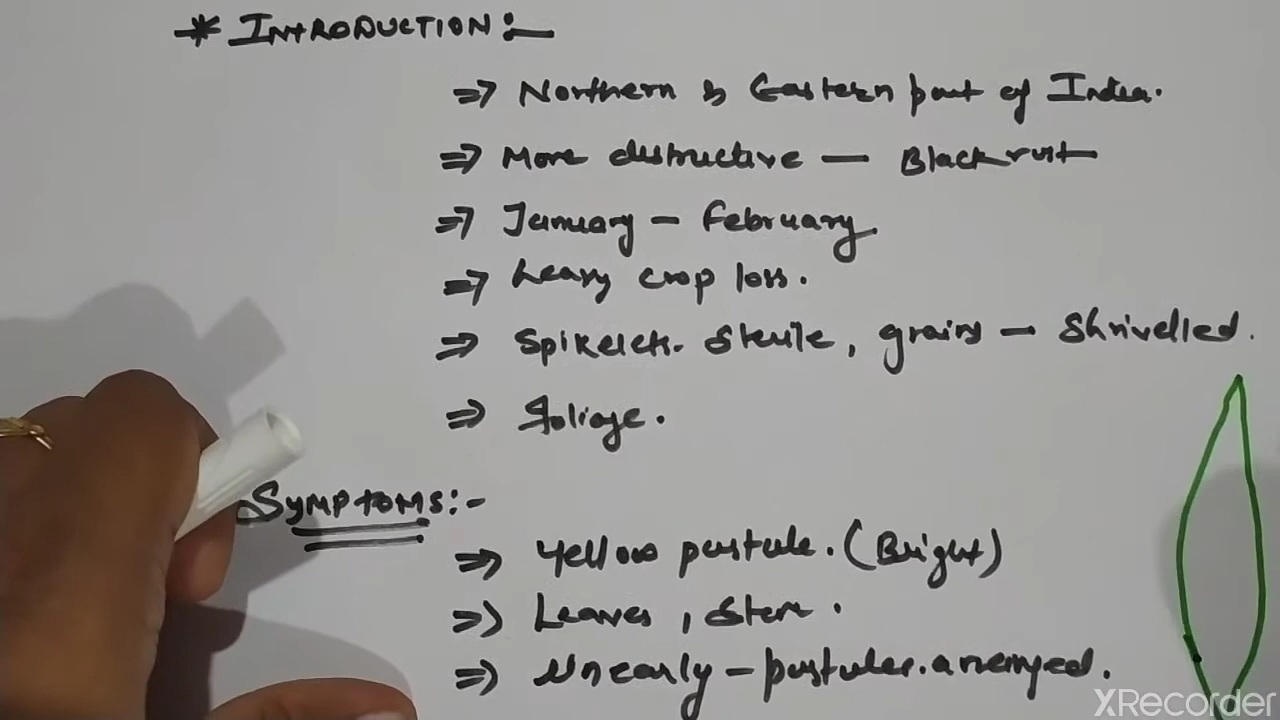 * INTRODUCTION :-
⇒ Northern & Eastern part of India.
⇒ More destructive — Black rust
⇒ January - February.
⇒ heavy crop loss.
⇒ Spikelets. Sterile, grains - Shrivelled.
⇒ foliage.
SYMPTOMS :-
⇒ Yellow pustule. (Bright)
⇒ Leaves, stem.
⇒ linearly - pustules. arranged.
XRecorder